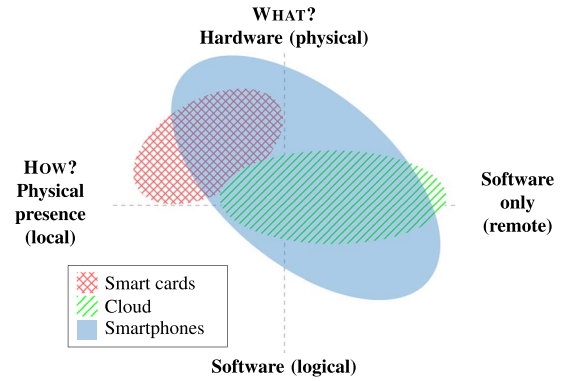 WHAT?
Hardware (physical)
HOW?
Physical
presence
(local)
Software
only
(remote)
Smart cards
Cloud
Smartphones
Software (logical)